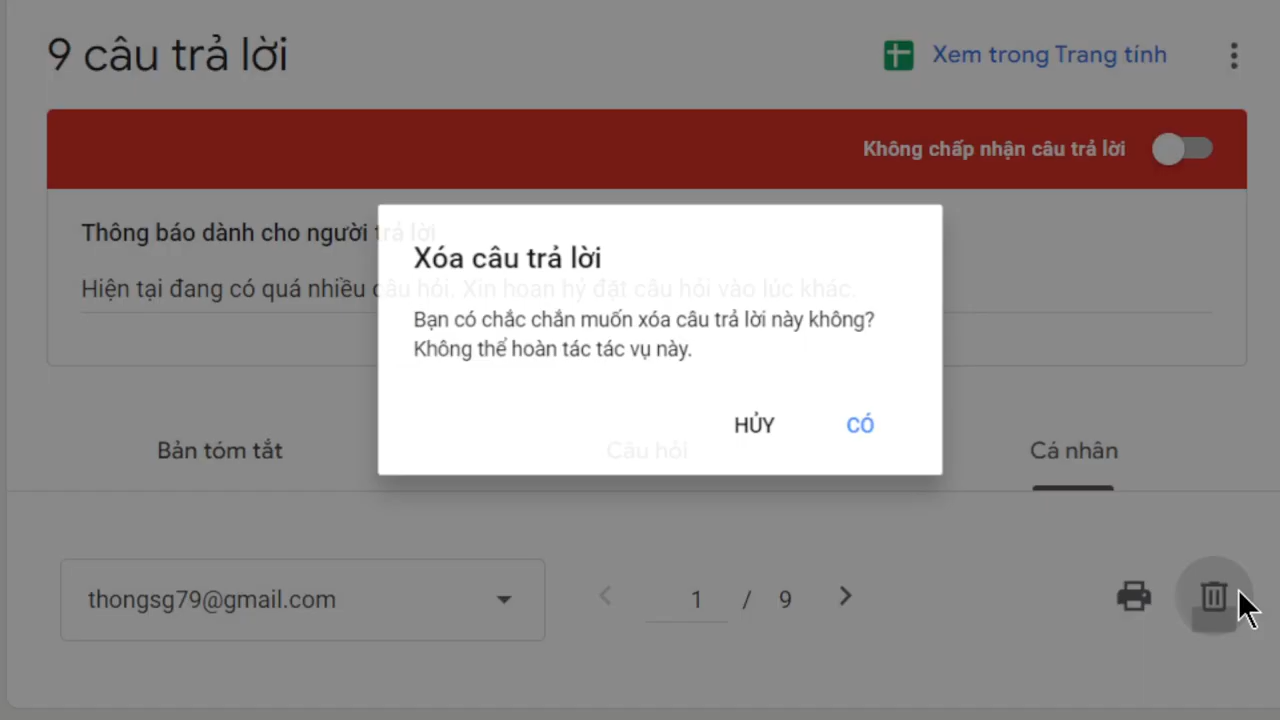 9 câu trả lời
Xem trong Trang tính
Không chấp nhận câu trả lời
Thông báo dành cho người trả lời
Hiện tại đang có quá nhiều câu hỏi. Xin hoan hỷ đặt câu hỏi vào lúc khác.
Xóa câu trả lời
Bạn có chắc chắn muốn xóa câu trả lời này không?
Không thể hoàn tác tác vụ này.
HỦY
CÓ
Bản tóm tắt
Câu hỏi
Cá nhân
thongsg79@gmail.com
1 / 9